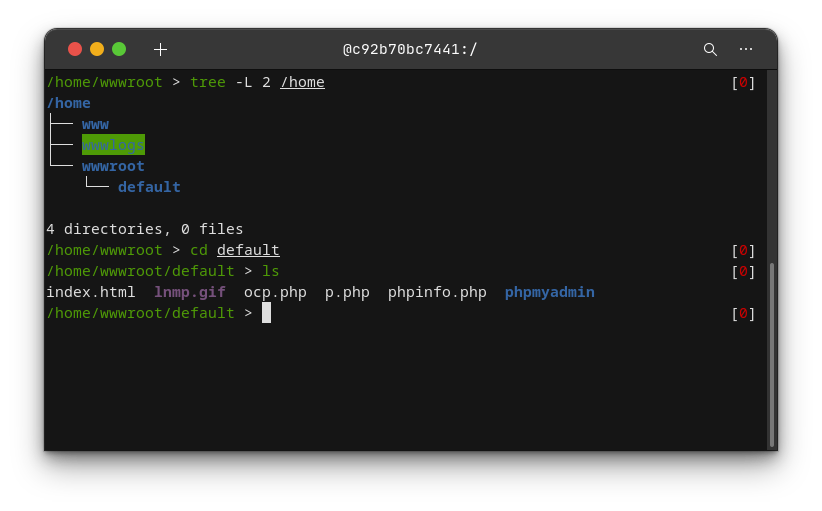 @c92b70bc7441:/
/home/wwwroot > tree -L 2 /home [0]
/home
├── www
├── wwwlogs
└── wwwroot
    └── default
4 directories, 0 files
/home/wwwroot > cd default [0]
/home/wwwroot/default > ls [0]
index.html  lnmp.gif  ocp.php  p.php  phpinfo.php  phpmyadmin
/home/wwwroot/default > [0]